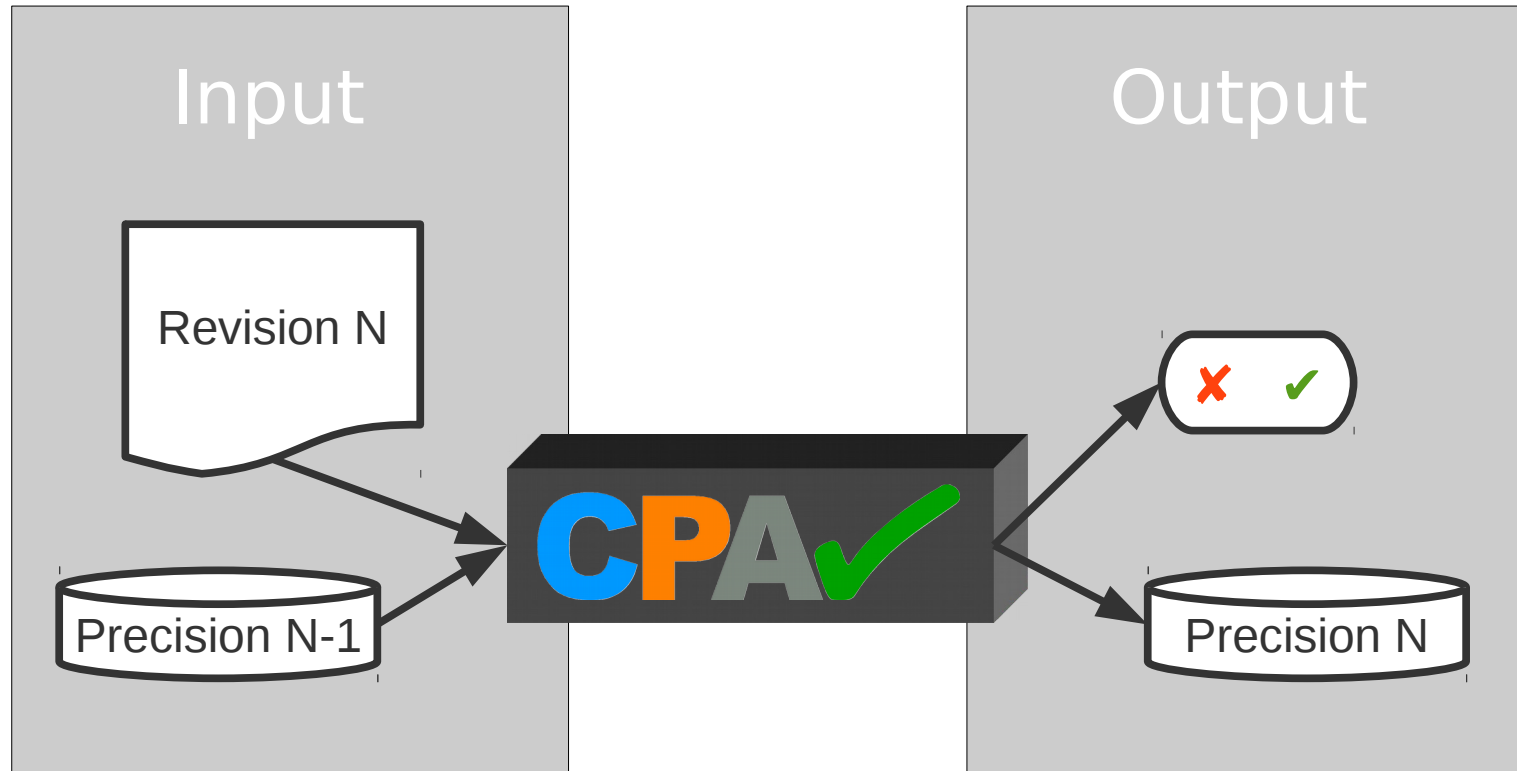 Input
Output
Revision N
✘ ✔
CPA✔
Precision N-1
Precision N